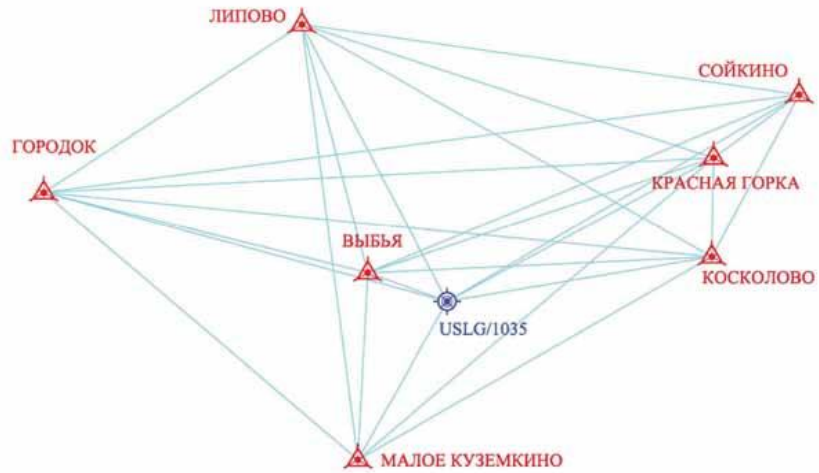 ЛИПОВО
СОЙКИНО
ГОРОДОК
КРАСНАЯ ГОРКА
ВЫБЬЯ
КОСКОЛОВО
USLG/1035
МАЛОЕ КУЗЕМКИНО